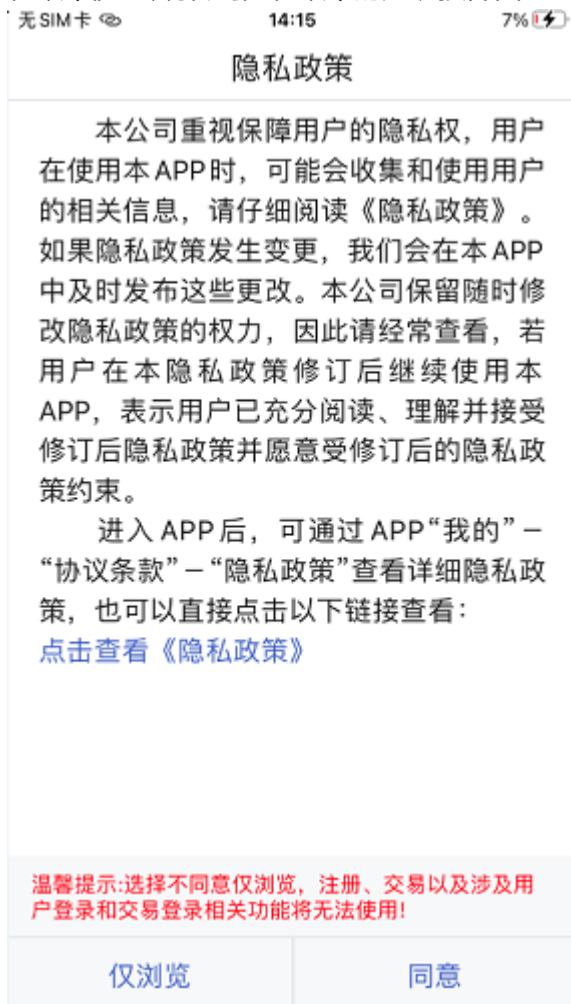 无SIM卡
14:15
7%
隐私政策
本公司重视保障用户的隐私权，用户
在使用本APP时，可能会收集和使用用户
的相关信息，请仔细阅读《隐私政策》。
如果隐私政策发生变更，我们会在本APP
中及时发布这些更改。本公司保留随时修
改隐私政策的权力，因此请经常查看，若
用户在本隐私政策修订后继续使用本
APP，表示用户已充分阅读、理解并接受
修订后隐私政策并愿意受修订后的隐私政
策约束。
进入APP后，可通过APP“我的”－
“协议条款”－“隐私政策”查看详细隐私政
策，也可以直接点击以下链接查看：
点击查看《隐私政策》
温馨提示:选择不同意仅浏览，注册、交易以及涉及用
户登录和交易登录相关功能将无法使用!
仅浏览
同意